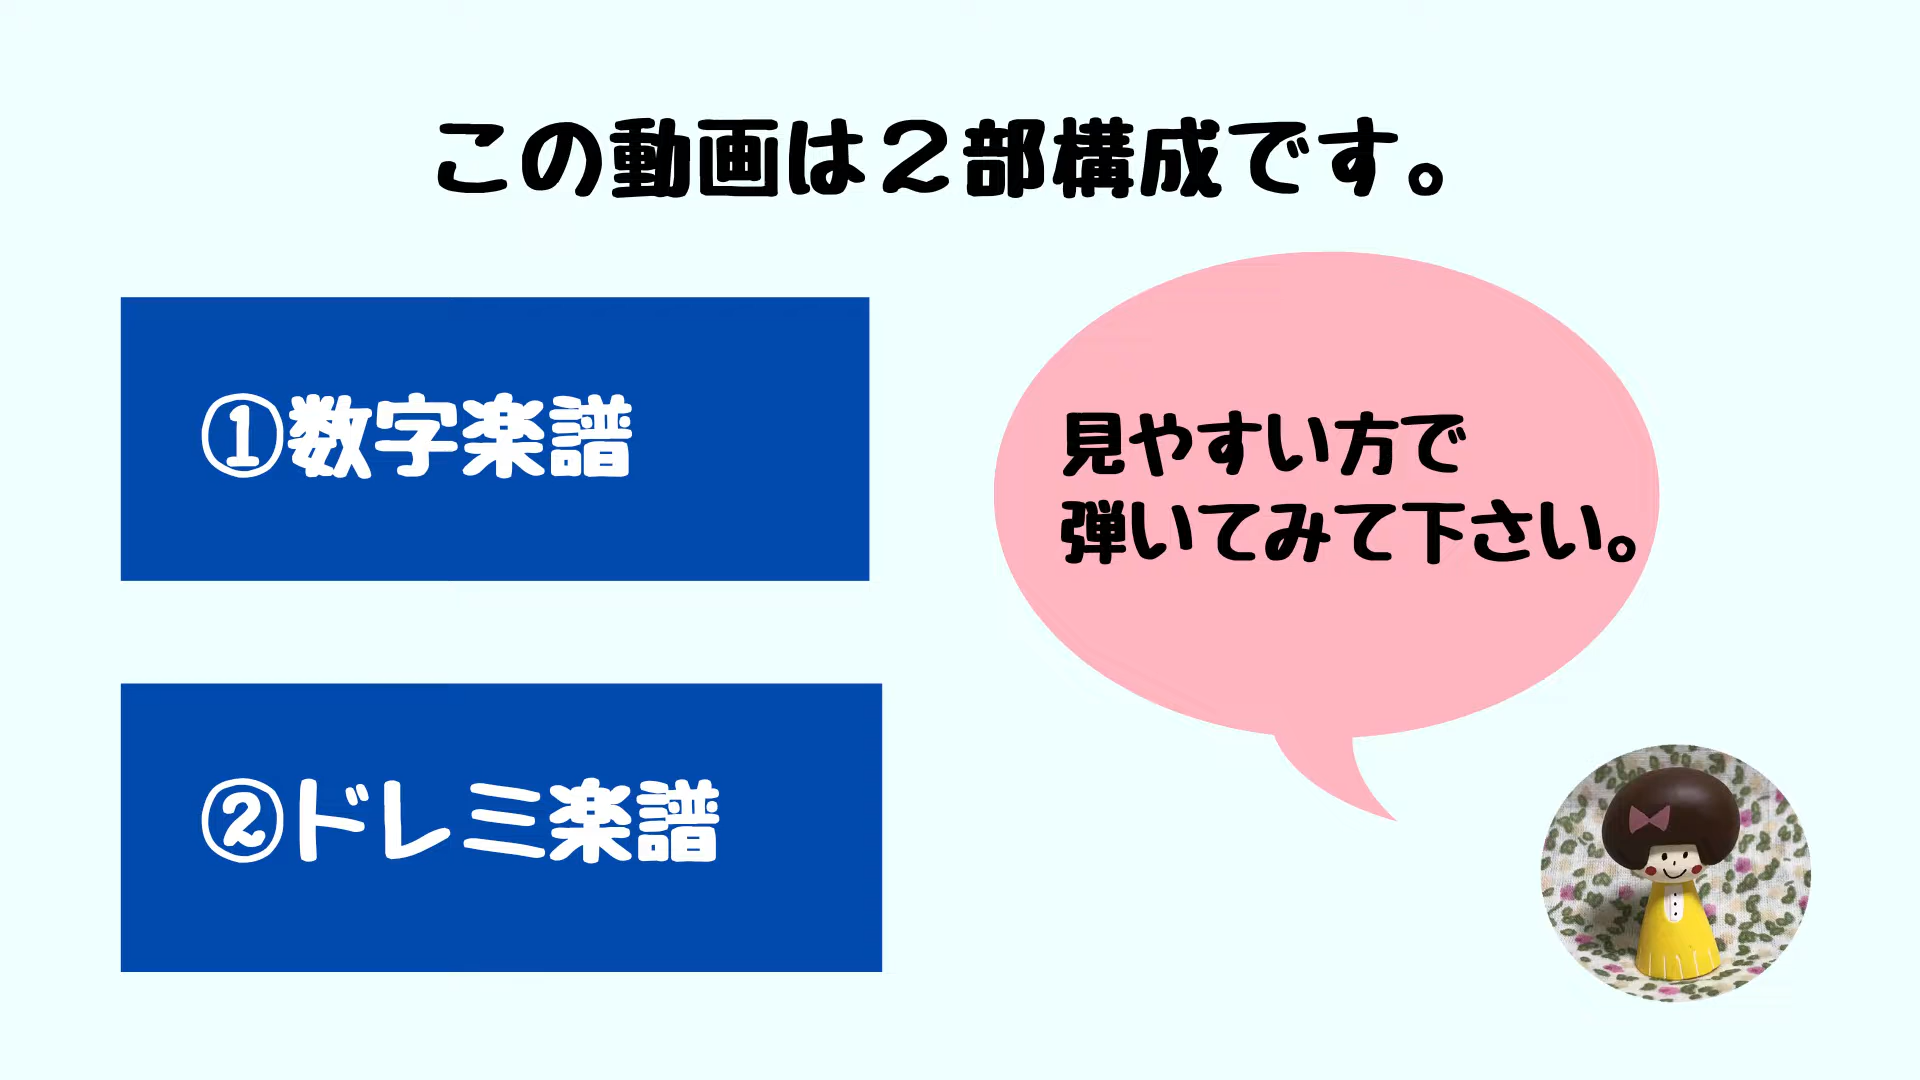 この動画は２部構成です。
①数字楽譜
見やすい方で
弾いてみて下さい。
②ドレミ楽譜